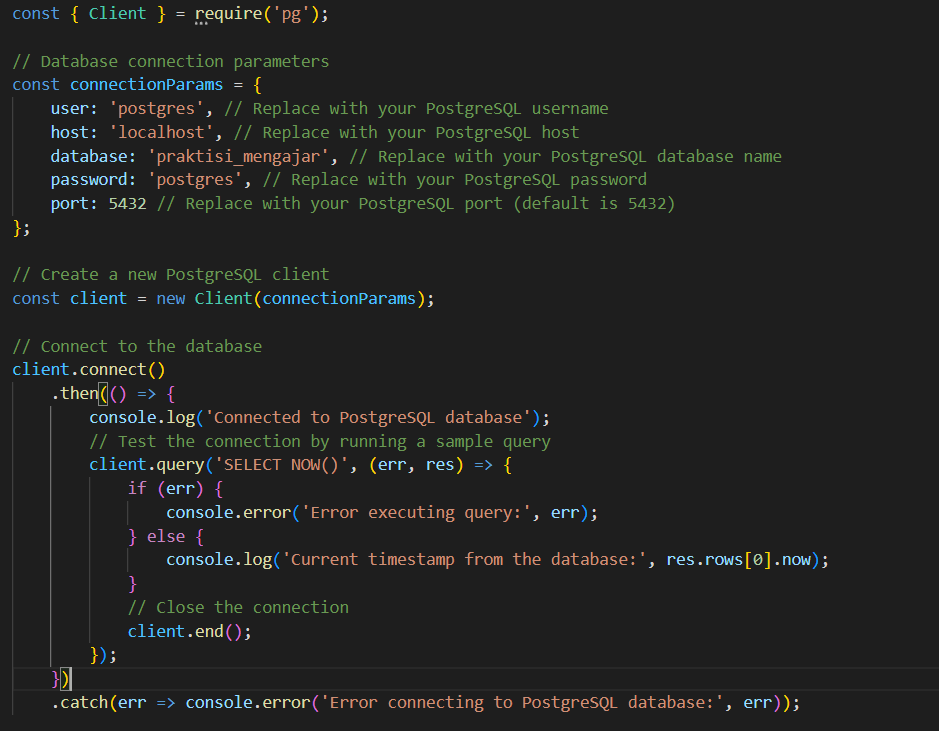 const { Client } = require('pg');

// Database connection parameters
const connectionParams = {
    user: 'postgres', // Replace with your PostgreSQL username
    host: 'localhost', // Replace with your PostgreSQL host
    database: 'praktisi_mengajar', // Replace with your PostgreSQL database name
    password: 'postgres', // Replace with your PostgreSQL password
    port: 5432 // Replace with your PostgreSQL port (default is 5432)
};

// Create a new PostgreSQL client
const client = new Client(connectionParams);

// Connect to the database
client.connect()
    .then(() => {
        console.log('Connected to PostgreSQL database');
        // Test the connection by running a sample query
        client.query('SELECT NOW()', (err, res) => {
            if (err) {
                console.error('Error executing query:', err);
            } else {
                console.log('Current timestamp from the database:', res.rows[0].now);
            }
            // Close the connection
            client.end();
        });
    })
    .catch(err => console.error('Error connecting to PostgreSQL database:', err));